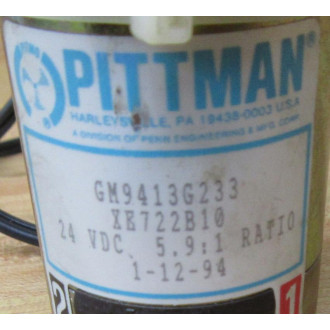 PITTMAN®
HARLEYSVILLE, PA 19438-0003 U.S.A.
A DIVISION OF PENN ENGINEERING & MFG. CORP.
GM9413G233
XE722B10
24 VDC 5.9:1 RATIO
1-12-94
2 1